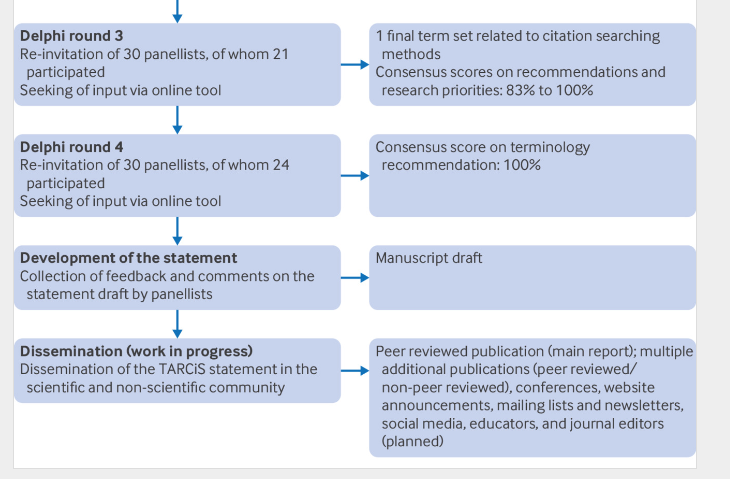 Delphi round 3
Re-invitation of 30 panellists, of whom 21
participated
Seeking of input via online tool
1 final term set related to citation searching
methods
Consensus scores on recommendations and
research priorities: 83% to 100%
Delphi round 4
Re-invitation of 30 panellists, of whom 24
participated
Seeking of input via online tool
Consensus score on terminology
recommendation: 100%
Development of the statement
Collection of feedback and comments on the
statement draft by panellists
Manuscript draft
Dissemination (work in progress)
Dissemination of the TARCiS statement in the
scientific and non-scientific community
Peer reviewed publication (main report); multiple
additional publications (peer reviewed/
non-peer reviewed), conferences, website
announcements, mailing lists and newsletters,
social media, educators, and journal editors
(planned)